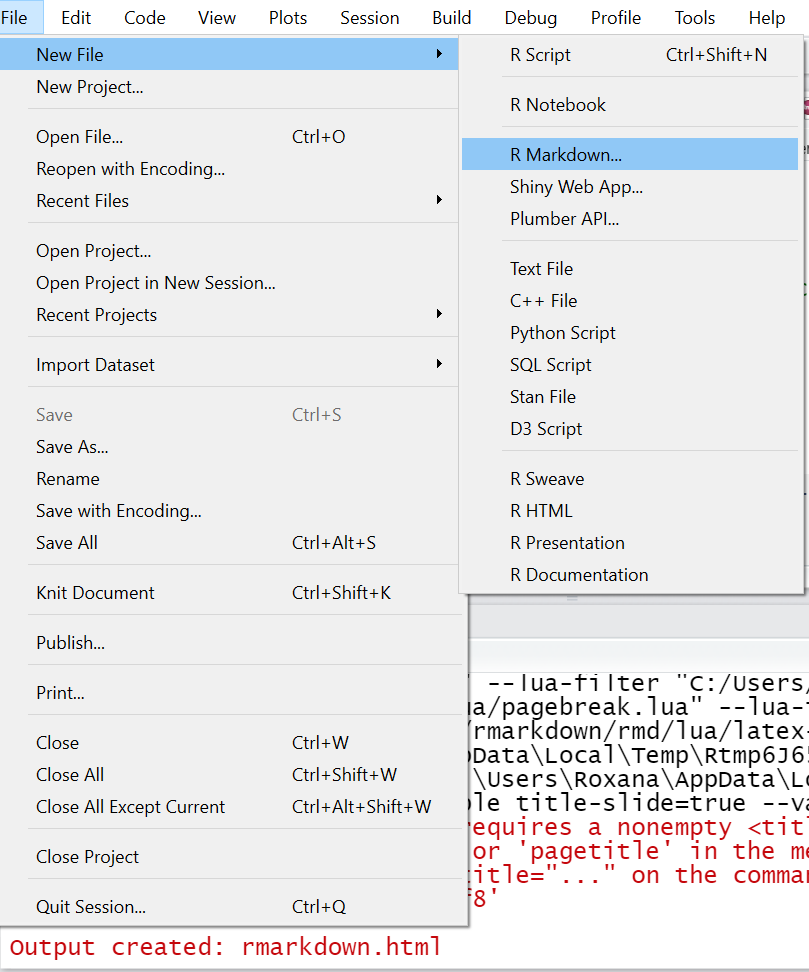 File Edit Code View Plots Session Build Debug Profile Tools Help
New File
New Project...
Open File... Ctrl+O
Reopen with Encoding...
Recent Files
Open Project...
Open Project in New Session...
Recent Projects
Import Dataset
Save Ctrl+S
Save As...
Rename
Save with Encoding...
Save All Ctrl+Alt+S
Knit Document Ctrl+Shift+K
Publish...
Print...
Close Ctrl+W
Close All Ctrl+Shift+W
Close All Except Current Ctrl+Alt+Shift+W
Close Project
Quit Session... Ctrl+Q
R Script Ctrl+Shift+N
R Notebook
R Markdown...
Shiny Web App...
Plumber API...
Text File
C++ File
Python Script
SQL Script
Stan File
D3 Script
R Sweave
R HTML
R Presentation
R Documentation
" --lua-filter "C:/Users/
ua/pagebreak.lua" --lua-
/rmarkdown/rmd/lua/latex-
pData\Local\Temp\Rtmp6J65
\Users\Roxana\AppData\Lo
ble title-slide=true --va
requires a nonempty <titl
or 'pagetitle' in the me
title="..." on the comman
f8'
Output created: rmarkdown.html